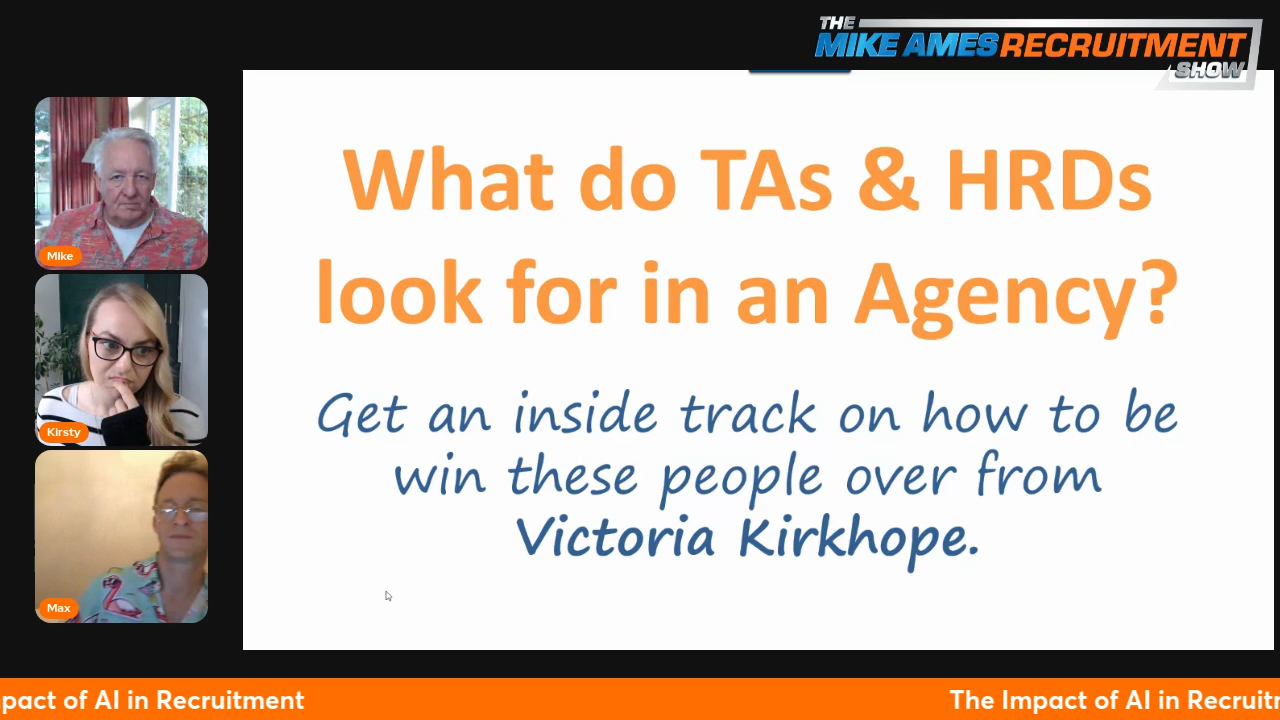 THE
MIKE AMES RECRUITMENT
SHOW
What do TAs & HRDs
look for in an Agency?
Get an inside track on how to be
win these people over from
Victoria Kirkhope.
Mike
Kirsty
Max
pact of AI in Recruitment
The Impact of AI in Recruit